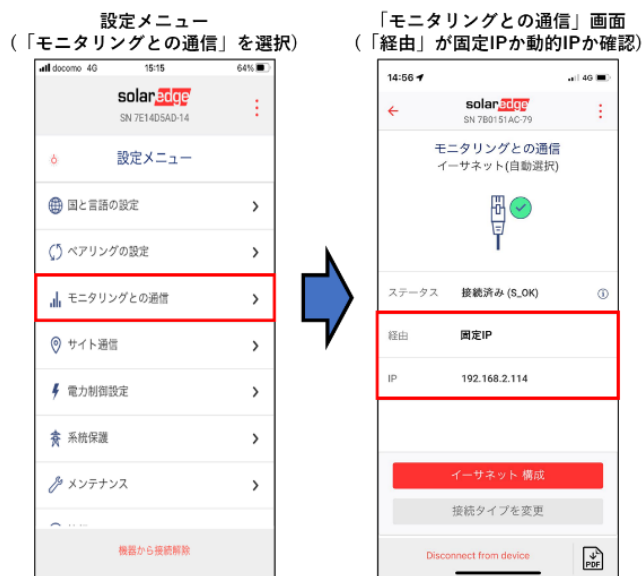 設定メニュー
(「モニタリングとの通信」を選択)
docomo 4G 15:15 64%
solaredge
SN 7E14D5AD-14
設定メニュー
国と言語の設定
ペアリングの設定
モニタリングとの通信
サイト通信
電力制御設定
系統保護
メンテナンス
機器から接続解除
「モニタリングとの通信」画面
(「経由」が固定IPか動的IPか確認)
14:56 4G
solaredge
SN 7B0151AC-79
モニタリングとの通信
イーサネット(自動選択)
ステータス 接続済み (S_OK)
経由 固定IP
IP 192.168.2.114
イーサネット 構成
接続タイプを変更
Disconnect from device
PDF